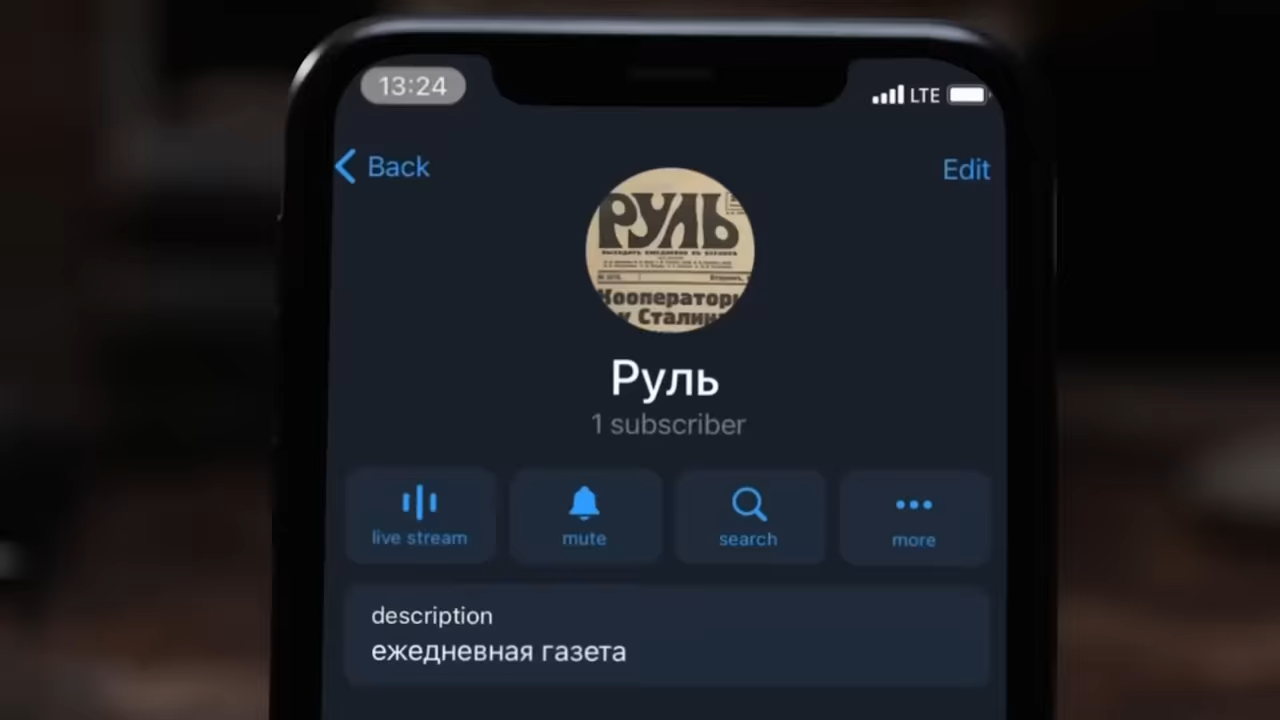 13:24
LTE
Back
Edit
РУЛЬ
Кооператоры
Сталин
Руль
1 subscriber
live stream
mute
search
more
description
ежедневная газета